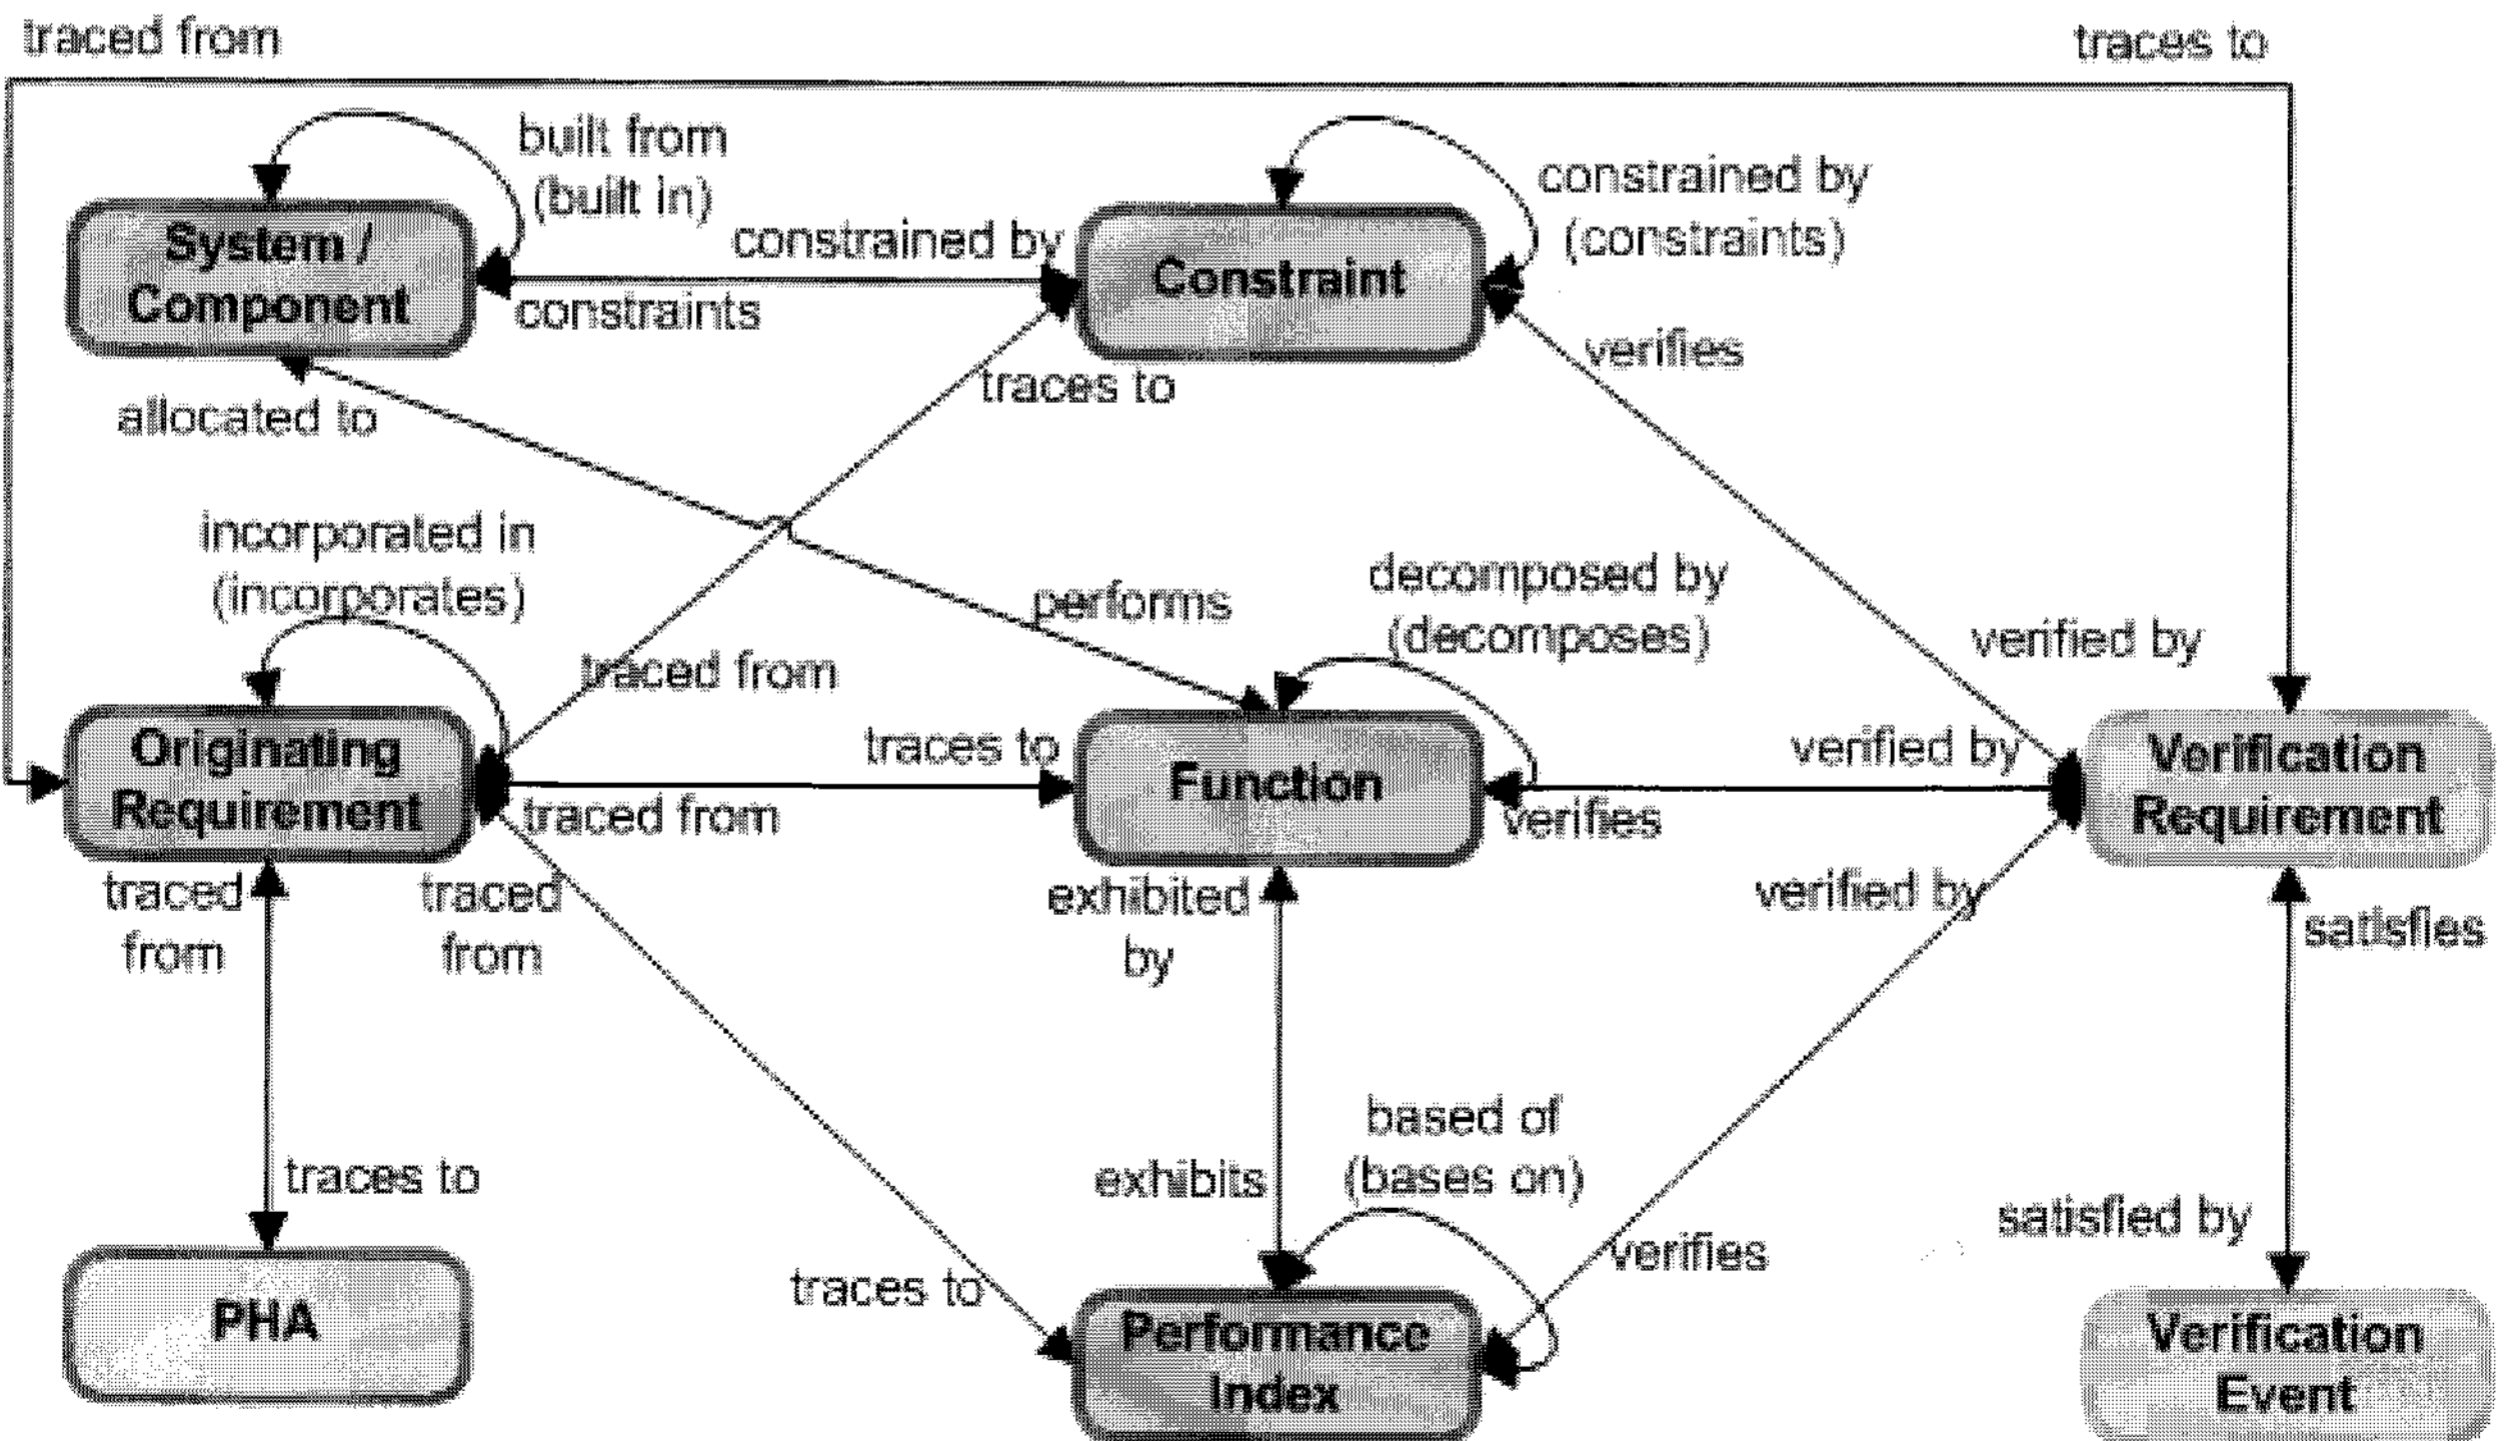 traced from
traces to
built from
(built in)
constrained by
(constraints)
System /
Component
constrained by
constraints
Constraint
verifies
traces to
allocated to
incorporated in
(incorporates)
performs
decomposed by
(decomposes)
verified by
traced from
Originating
Requirement
traces to
traced from
Function
verified by
verifies
Verification
Requirement
traced
from
traced
from
exhibited
by
verified by
satisfies
traces to
exhibits
based of
(bases on)
satisfied by
verifies
traces to
PHA
Performance
Index
Verification
Event